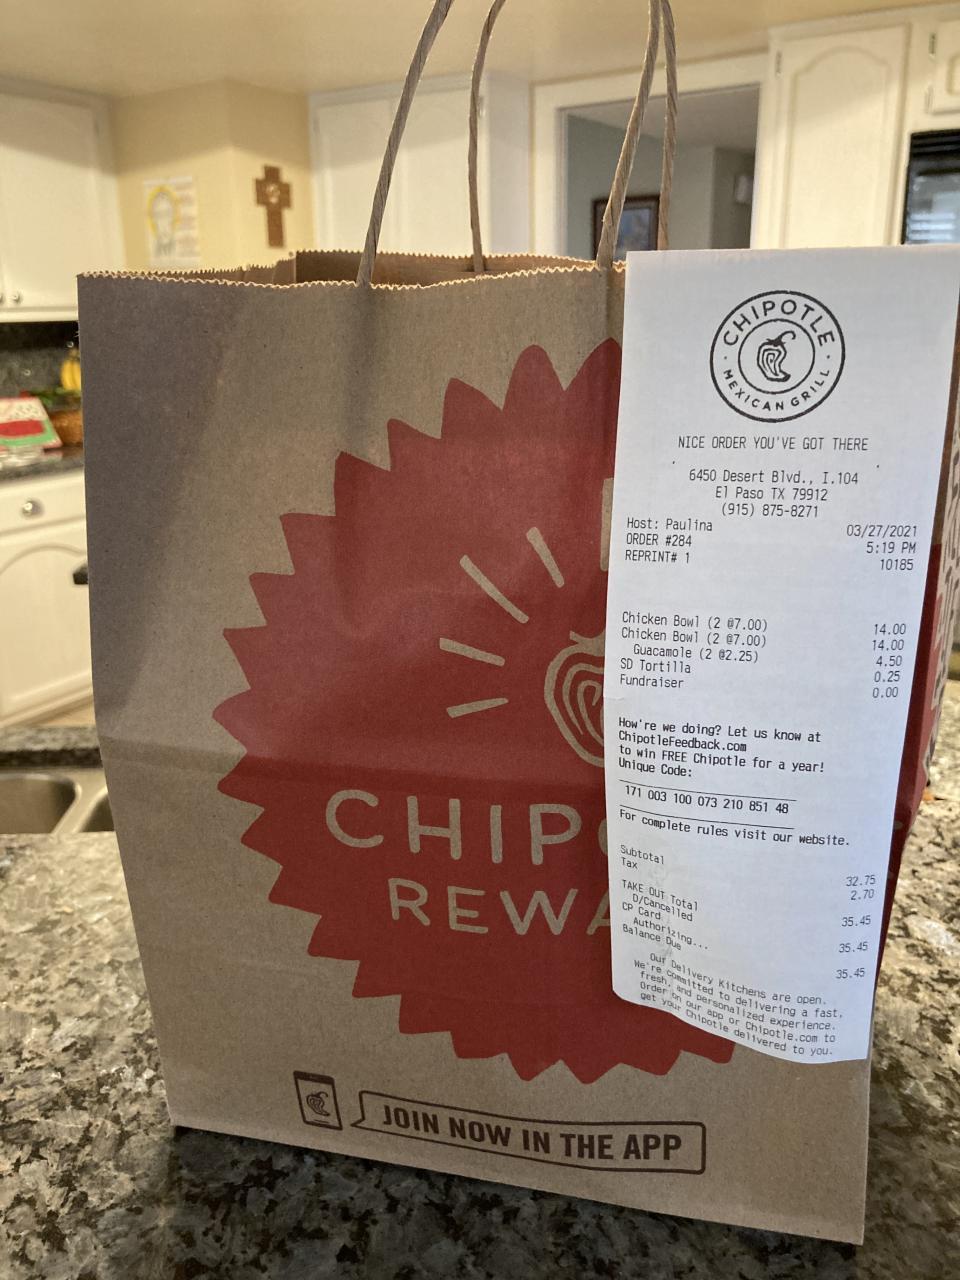 CHIPOTLE
MEXICAN GRILL
NICE ORDER YOU'VE GOT THERE
6450 Desert Blvd., I.104
El Paso TX 79912
(915) 875-8271
Host: Paulina 03/27/2021
ORDER #284 5:19 PM
REPRINT# 1 10185
Chicken Bowl (2 @7.00) 14.00
Chicken Bowl (2 @7.00) 14.00
Guacamole (2 @2.25) 4.50
SD Tortilla 0.25
Fundraiser 0.00
How're we doing? Let us know at
ChipotleFeedback.com
to win FREE Chipotle for a year!
Unique Code:
171 003 100 073 210 851 48
For complete rules visit our website.
Subtotal 32.75
Tax 2.70
TAKE OUT Total 35.45
D/Cancelled
CP Card 35.45
Authorizing...
Balance Due 35.45
Our Delivery Kitchens are open.
We're committed to delivering a fast,
fresh, and personalized experience.
Order on our app or Chipotle.com to
get your Chipotle delivered to you.
CHIP
REWA
JOIN NOW IN THE APP